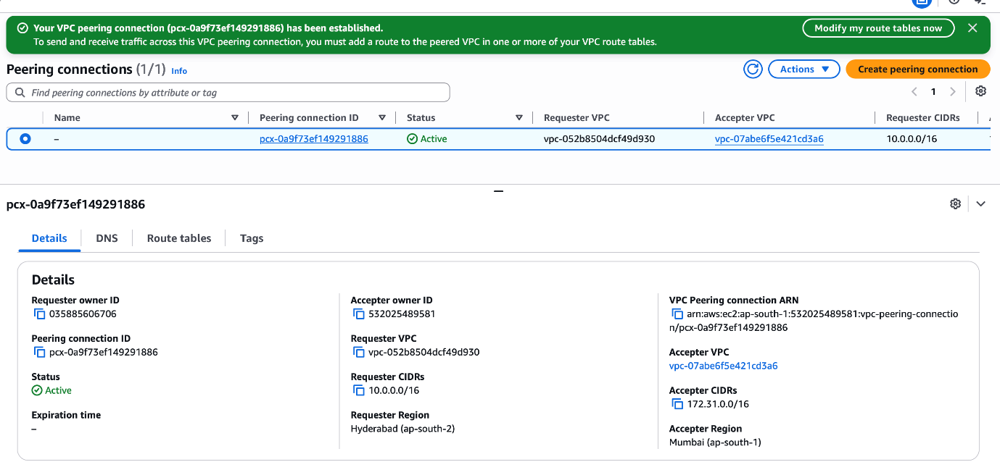 Your VPC peering connection (pcx-0a9f73ef149291886) has been established.
To send and receive traffic across this VPC peering connection, you must add a route to the peered VPC in one or more of your VPC route tables.
Modify my route tables now
Peering connections (1/1) Info
Actions
Create peering connection
Find peering connections by attribute or tag
1
Name Peering connection ID Status Requester VPC Accepter VPC Requester CIDRs
– pcx-0a9f73ef149291886 Active vpc-052b8504dcf49d930 vpc-07abe6f5e421cd3a6 10.0.0.0/16
pcx-0a9f73ef149291886
Details DNS Route tables Tags
Details
Requester owner ID
035885606706
Peering connection ID
pcx-0a9f73ef149291886
Status
Active
Expiration time
–
Accepter owner ID
532025489581
Requester VPC
vpc-052b8504dcf49d930
Requester CIDRs
10.0.0.0/16
Requester Region
Hyderabad (ap-south-2)
VPC Peering connection ARN
arn:aws:ec2:ap-south-1:532025489581:vpc-peering-connectio
n/pcx-0a9f73ef149291886
Accepter VPC
vpc-07abe6f5e421cd3a6
Accepter CIDRs
172.31.0.0/16
Accepter Region
Mumbai (ap-south-1)